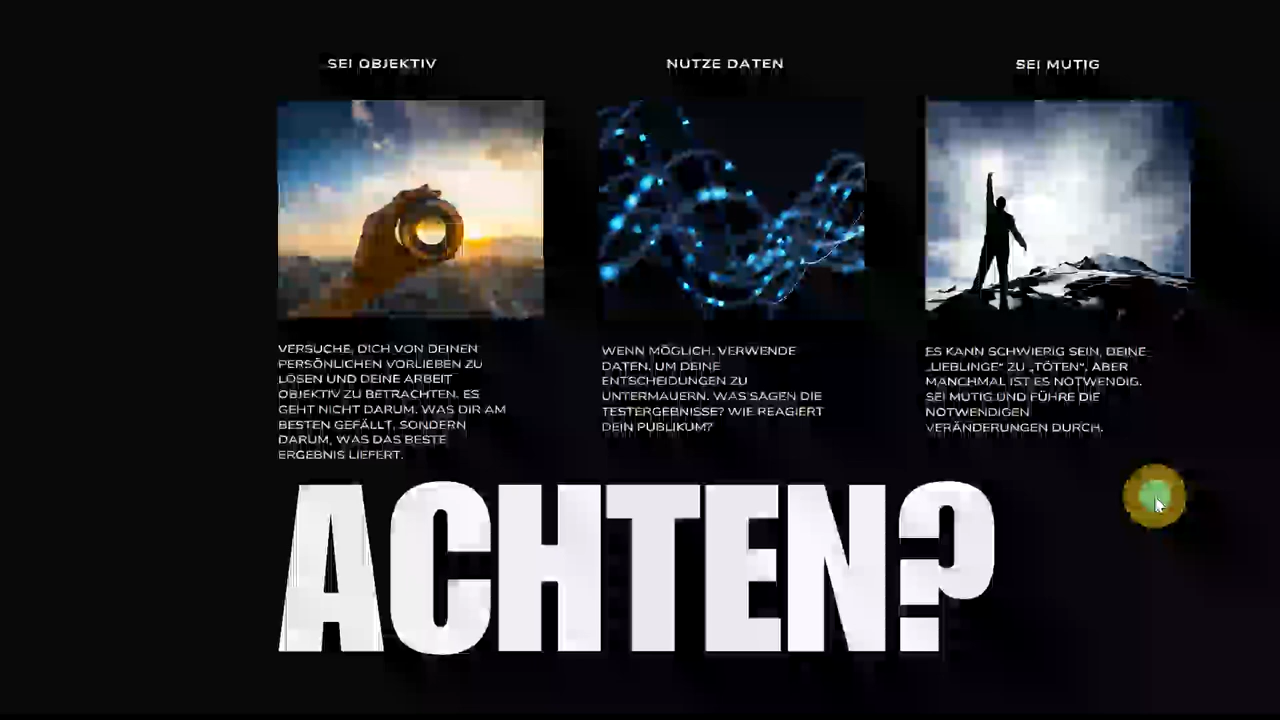 SEI OBJEKTIV
NUTZE DATEN
SEI MUTIG
VERSUCHE, DICH VON DEINEN
PERSÖNLICHEN VORLIEBEN ZU
LÖSEN UND DEINE ARBEIT
OBJEKTIV ZU BETRACHTEN. ES
GEHT NICHT DARUM, WAS DIR AM
BESTEN GEFÄLLT, SONDERN
DARUM, WAS DAS BESTE
ERGEBNIS LIEFERT.
WENN MÖGLICH, VERWENDE
DATEN, UM DEINE
ENTSCHEIDUNGEN ZU
UNTERMAUERN. WAS SAGEN DIE
TESTERGEBNISSE? WIE REAGIERT
DEIN PUBLIKUM?
ES KANN SCHWIERIG SEIN, DEINE
„LIEBLINGE“ ZU „TÖTEN“, ABER
MANCHMAL IST ES NOTWENDIG.
SEI MUTIG UND FÜHRE DIE
NOTWENDIGEN
VERÄNDERUNGEN DURCH.
ACHTEN?